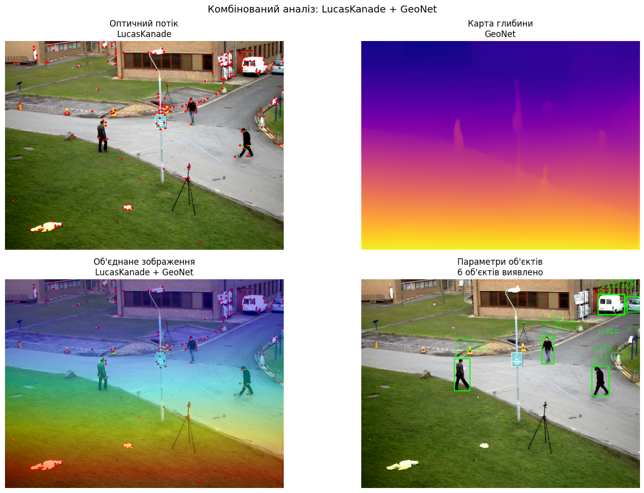 Комбінований аналіз: LucasKanade + GeoNet
Оптичний потік
LucasKanade
Карта глибини
GeoNet
Об'єднане зображення
LucasKanade + GeoNet
Параметри об'єктів
6 об'єктів виявлено